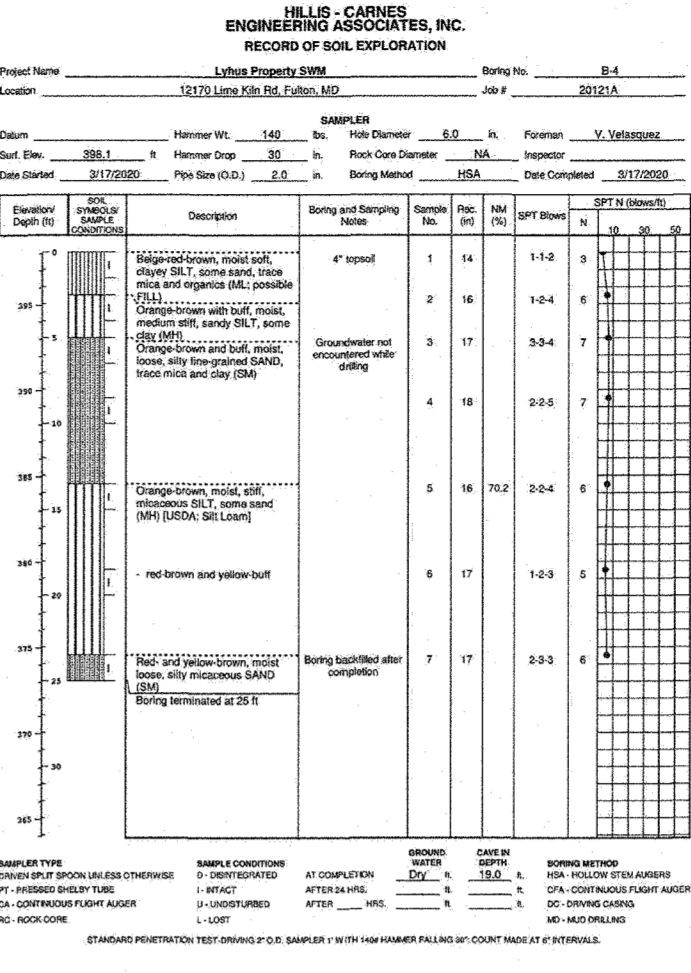 HILLIS - CARNES
ENGINEERING ASSOCIATES, INC.
RECORD OF SOIL EXPLORATION
Project Name Lyhus Property SWM Boring No. B-4
Location 12170 Lime Kiln Rd, Fulton, MD Job # 20121A
SAMPLER
Datum Hammer Wt. 140 lbs. Hole Diameter 6.0 in. Foreman V. Velasquez
Surf. Elev. 398.1 ft Hammer Drop 30 in. Rock Core Diameter NA Inspector
Date Started 3/17/2020 Pipe Size (O.D.) 2.0 in. Boring Method HSA Date Completed 3/17/2020
Elevation/ Depth (ft) SOIL SYMBOLS/ SAMPLE CONDITIONS Description Boring and Sampling Notes Sample No. Rec. (in) NM (%) SPT Blows N SPT N (blows/ft)
10 30 50
0 I Beige-red-brown, moist soft, 4" topsoil 1 14 1-1-2 3
clayey SILT, some sand, trace
mica and organics (ML; possible
395 I FILL) 2 16 1-2-4 6
Orange-brown with buff, moist,
medium stiff, sandy SILT, some
5 clay (MH)
I Orange-brown and buff, moist, Groundwater not 3 17 3-3-4 7
loose, silty fine-grained SAND, encountered while
trace mica and clay (SM) drilling
390 I 4 18 2-2-5 7
10
385
I Orange-brown, moist, stiff, 5 16 70.2 2-2-4 6
micaceous SILT, some sand
15 (MH) [USDA: Silt Loam]
380
I - red-brown and yellow-buff 6 17 1-2-3 5
20
375
I Red- and yellow-brown, moist Boring backfilled after 7 17 2-3-3 6
loose, silty micaceous SAND completion
25 (SM)
Boring terminated at 25 ft
370
30
365
SAMPLER TYPE SAMPLE CONDITIONS GROUND WATER CAVE IN DEPTH BORING METHOD
DRIVEN SPLIT SPOON UNLESS OTHERWISE D - DISINTEGRATED AT COMPLETION Dry ft. 19.0 ft. HSA - HOLLOW STEM AUGERS
PT - PRESSED SHELBY TUBE I - INTACT AFTER 24 HRS. ft. ft. CFA - CONTINUOUS FLIGHT AUGER
CA - CONTINUOUS FLIGHT AUGER U - UNDISTURBED AFTER HRS. ft. ft. DC - DRIVING CASING
RC - ROCK CORE L - LOST MD - MUD DRILLING
STANDARD PENETRATION TEST-DRIVING 2" O.D. SAMPLER 1' WITH 140# HAMMER FALLING 30": COUNT MADE AT 6" INTERVALS.